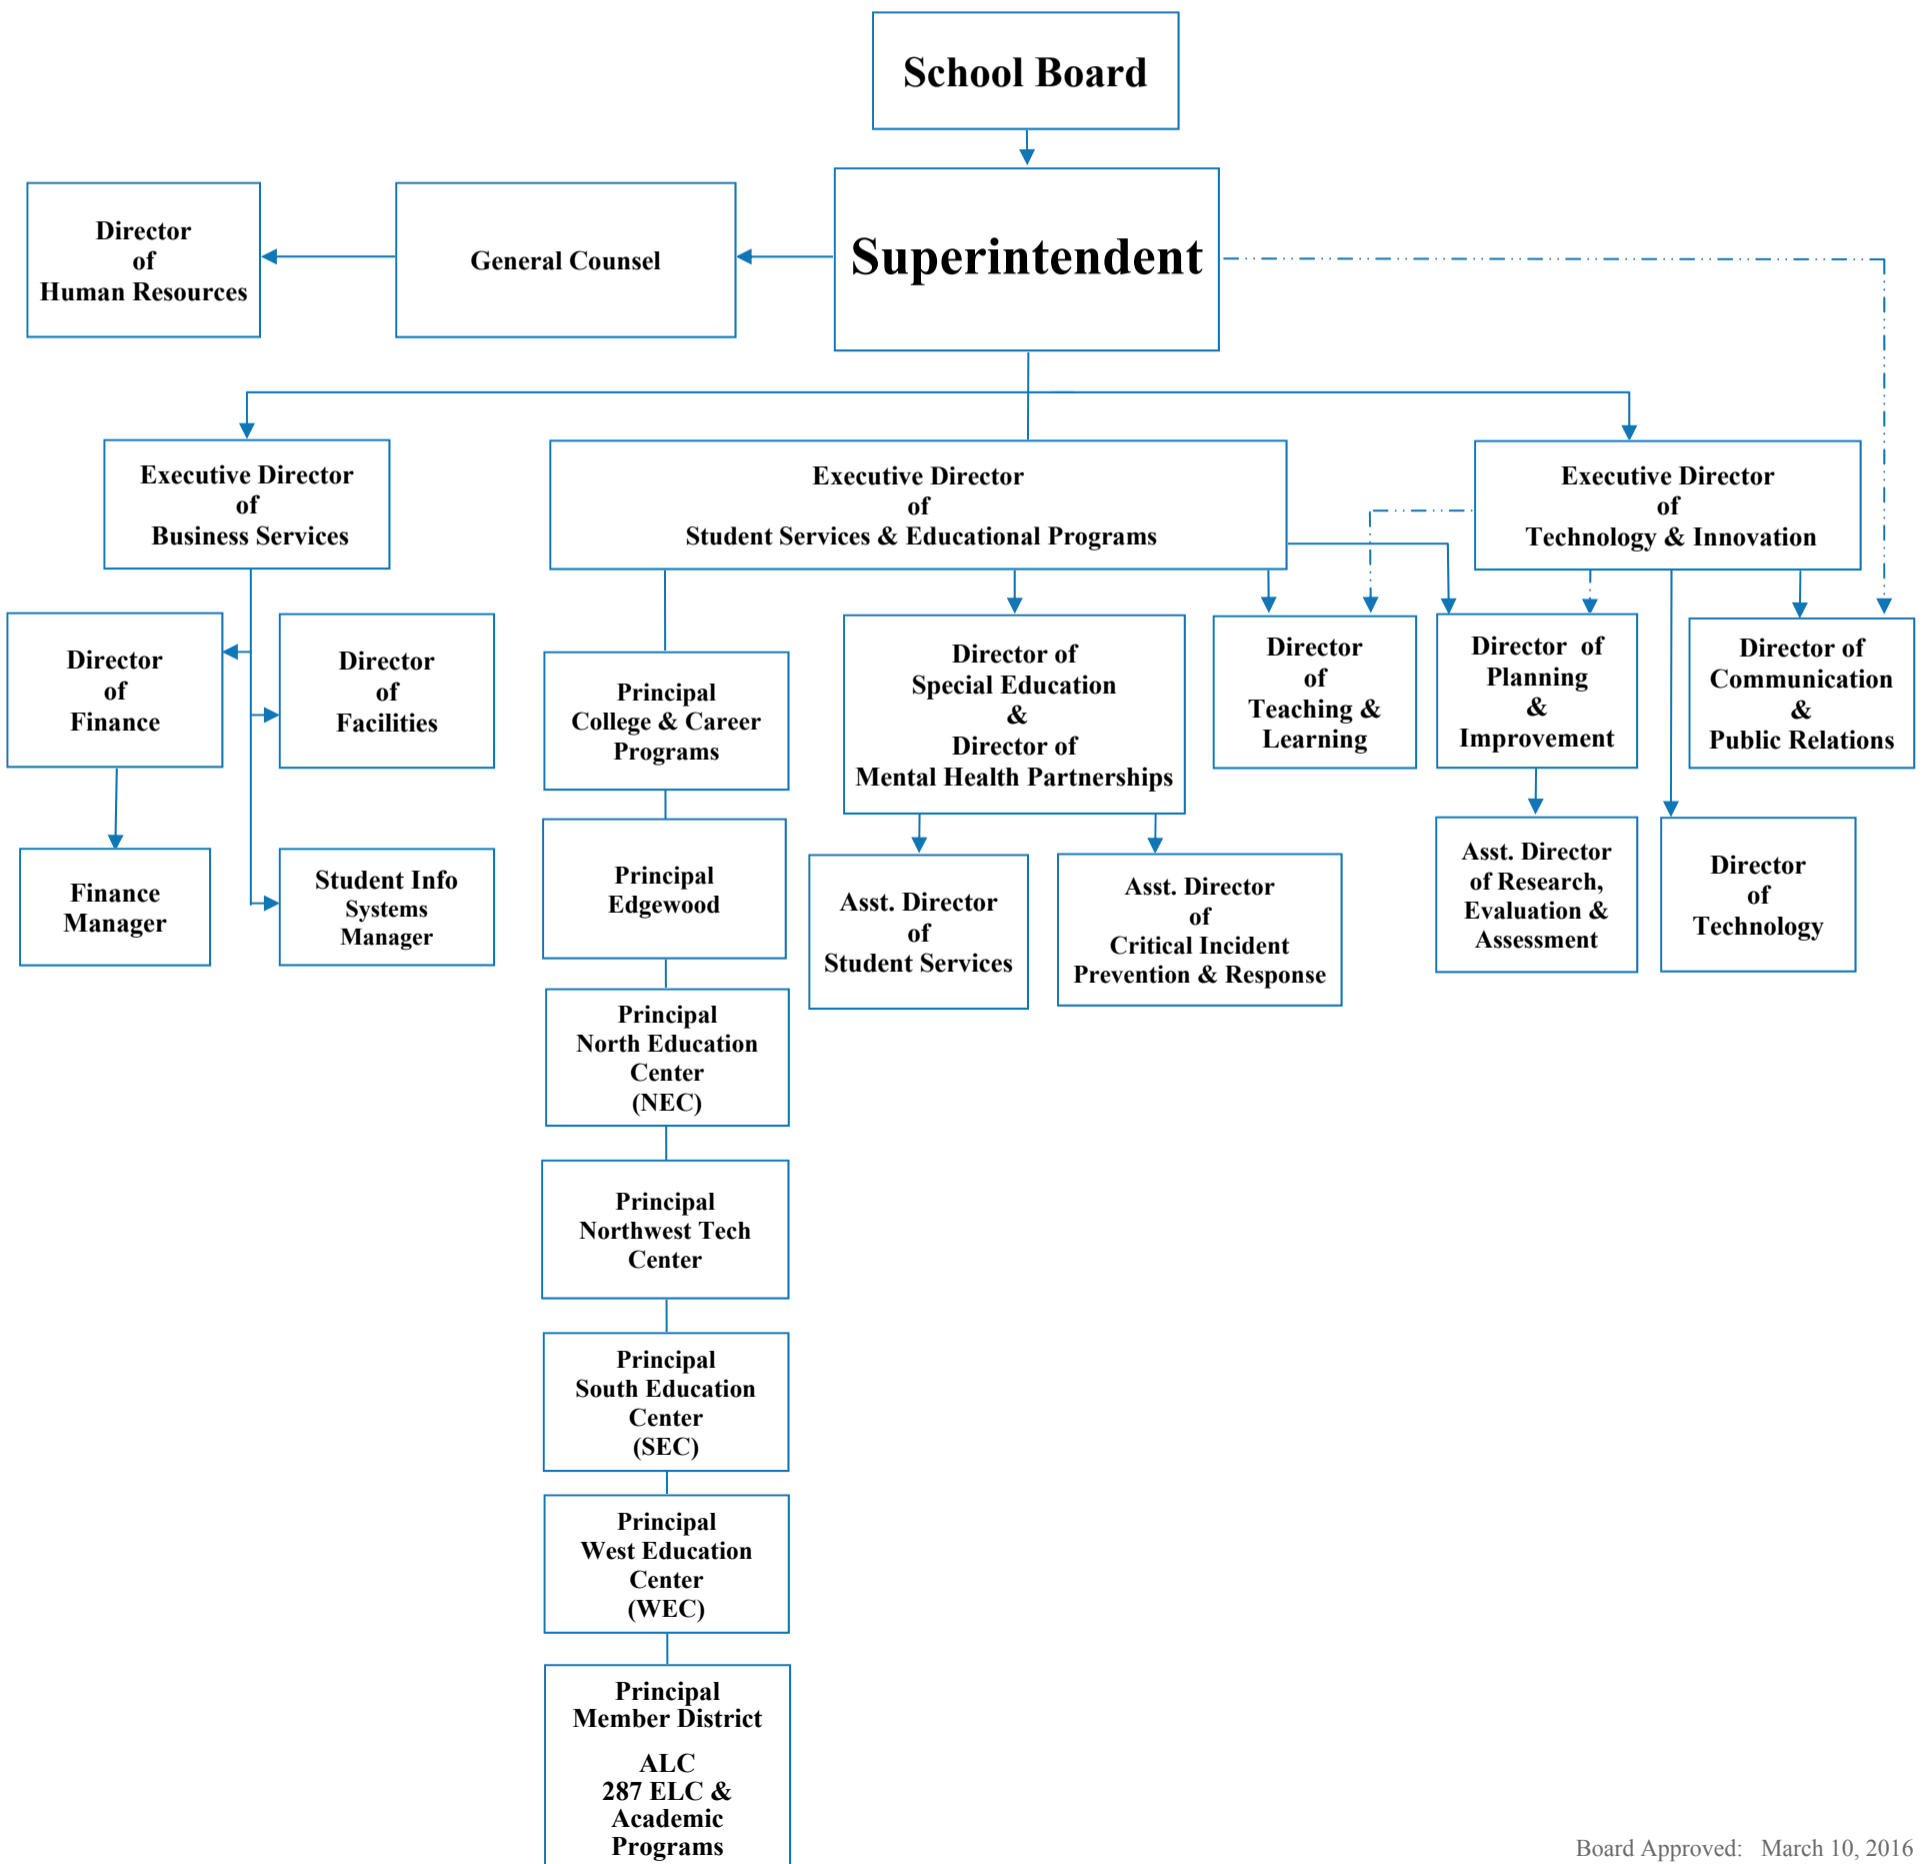 School Board
Director
of
Human Resources
General Counsel
Superintendent
Executive Director
of
Business Services
Executive Director
of
Student Services & Educational Programs
Executive Director
of
Technology & Innovation
Director
of
Finance
Director
of
Facilities
Principal
College & Career
Programs
Director of
Special Education
&
Director of
Mental Health Partnerships
Director
of
Teaching &
Learning
Director of
Planning
&
Improvement
Director of
Communication
&
Public Relations
Finance
Manager
Student Info
Systems
Manager
Principal
Edgewood
Asst. Director
of
Student Services
Asst. Director
of
Critical Incident
Prevention & Response
Asst. Director
of Research,
Evaluation &
Assessment
Director
of
Technology
Principal
North Education
Center
(NEC)
Principal
Northwest Tech
Center
Principal
South Education
Center
(SEC)
Principal
West Education
Center
(WEC)
Principal
Member District
ALC
287 ELC &
Academic
Programs
Board Approved: March 10, 2016